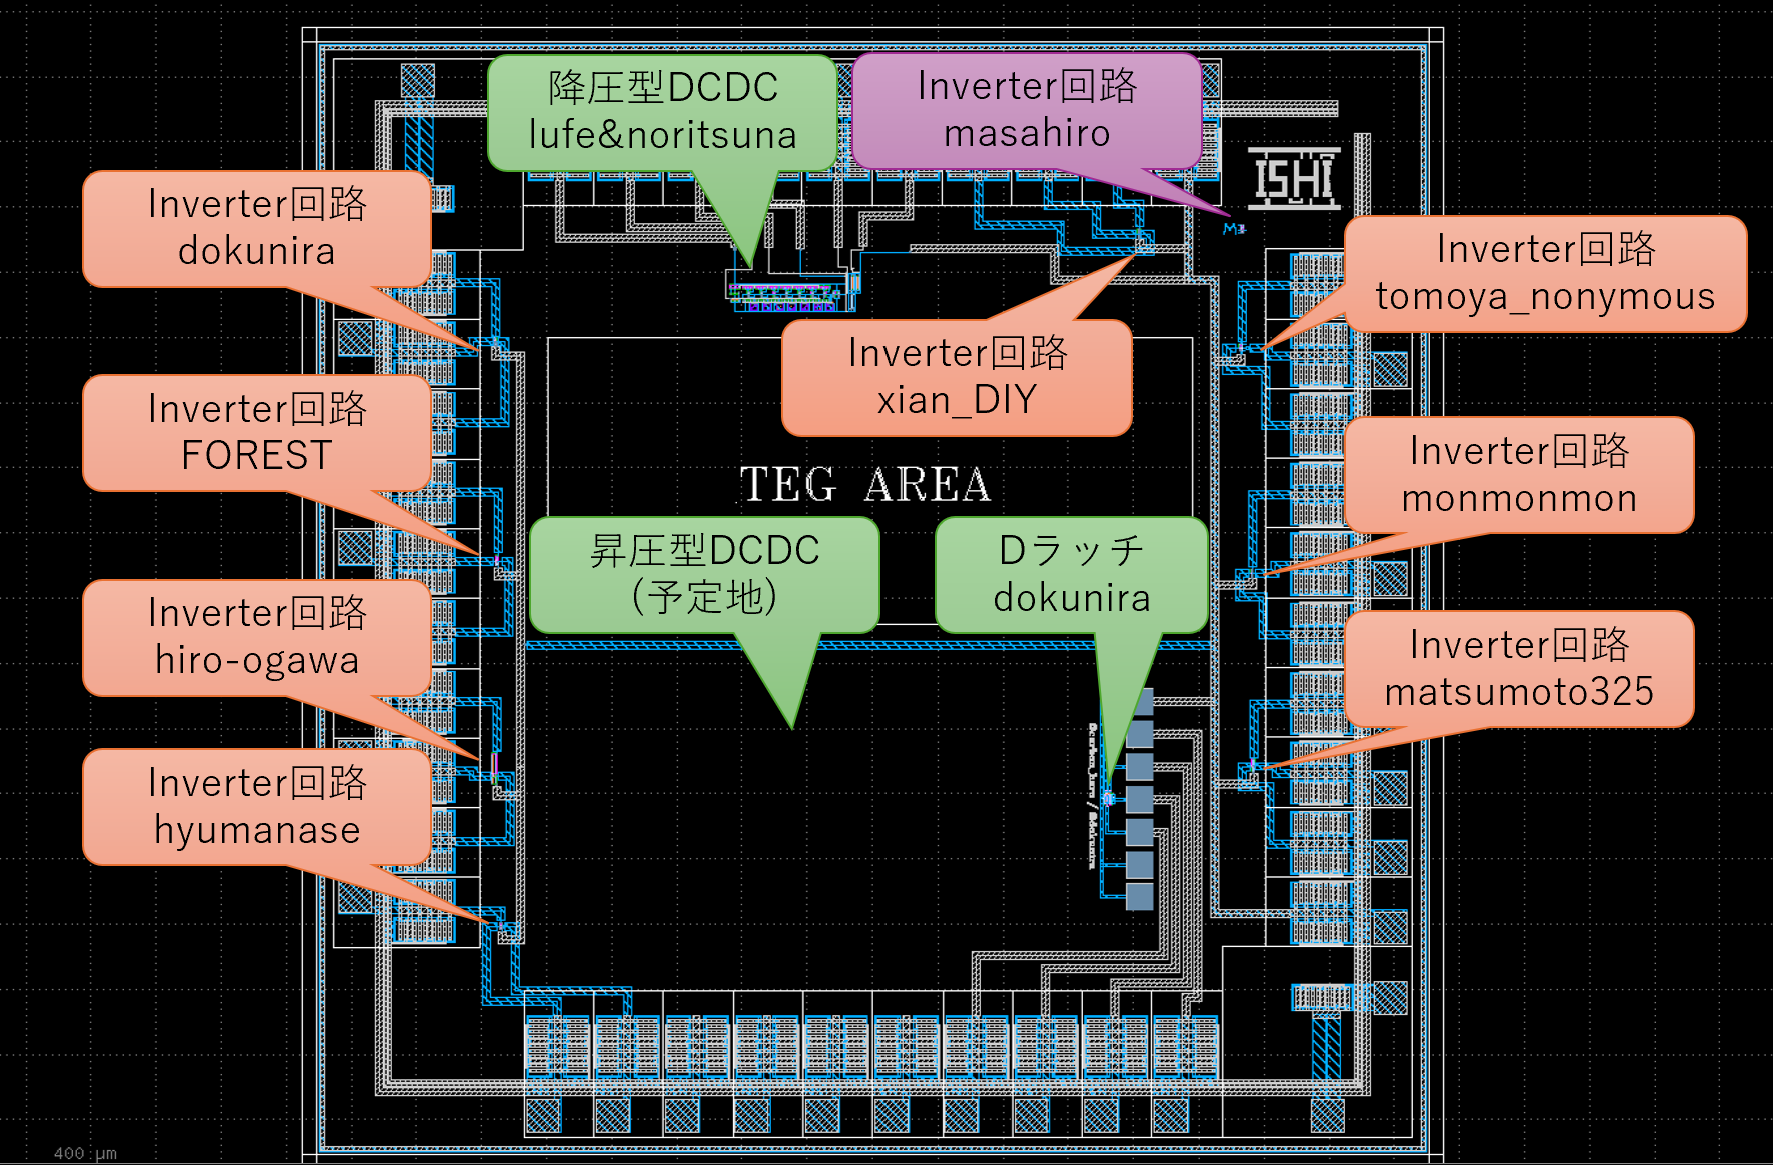 降圧型DCDC
lufe&noritsuna
Inverter回路
masahiro
ISHI
Inverter回路
dokunira
Inverter回路
tomoya_nonymous
Inverter回路
xian_DIY
Inverter回路
FOREST
Inverter回路
monmonmon
TEG AREA
昇圧型DCDC
(予定地)
Dラッチ
dokunira
Inverter回路
hiro-ogawa
Inverter回路
matsumoto325
Inverter回路
hyumanase
400 µm